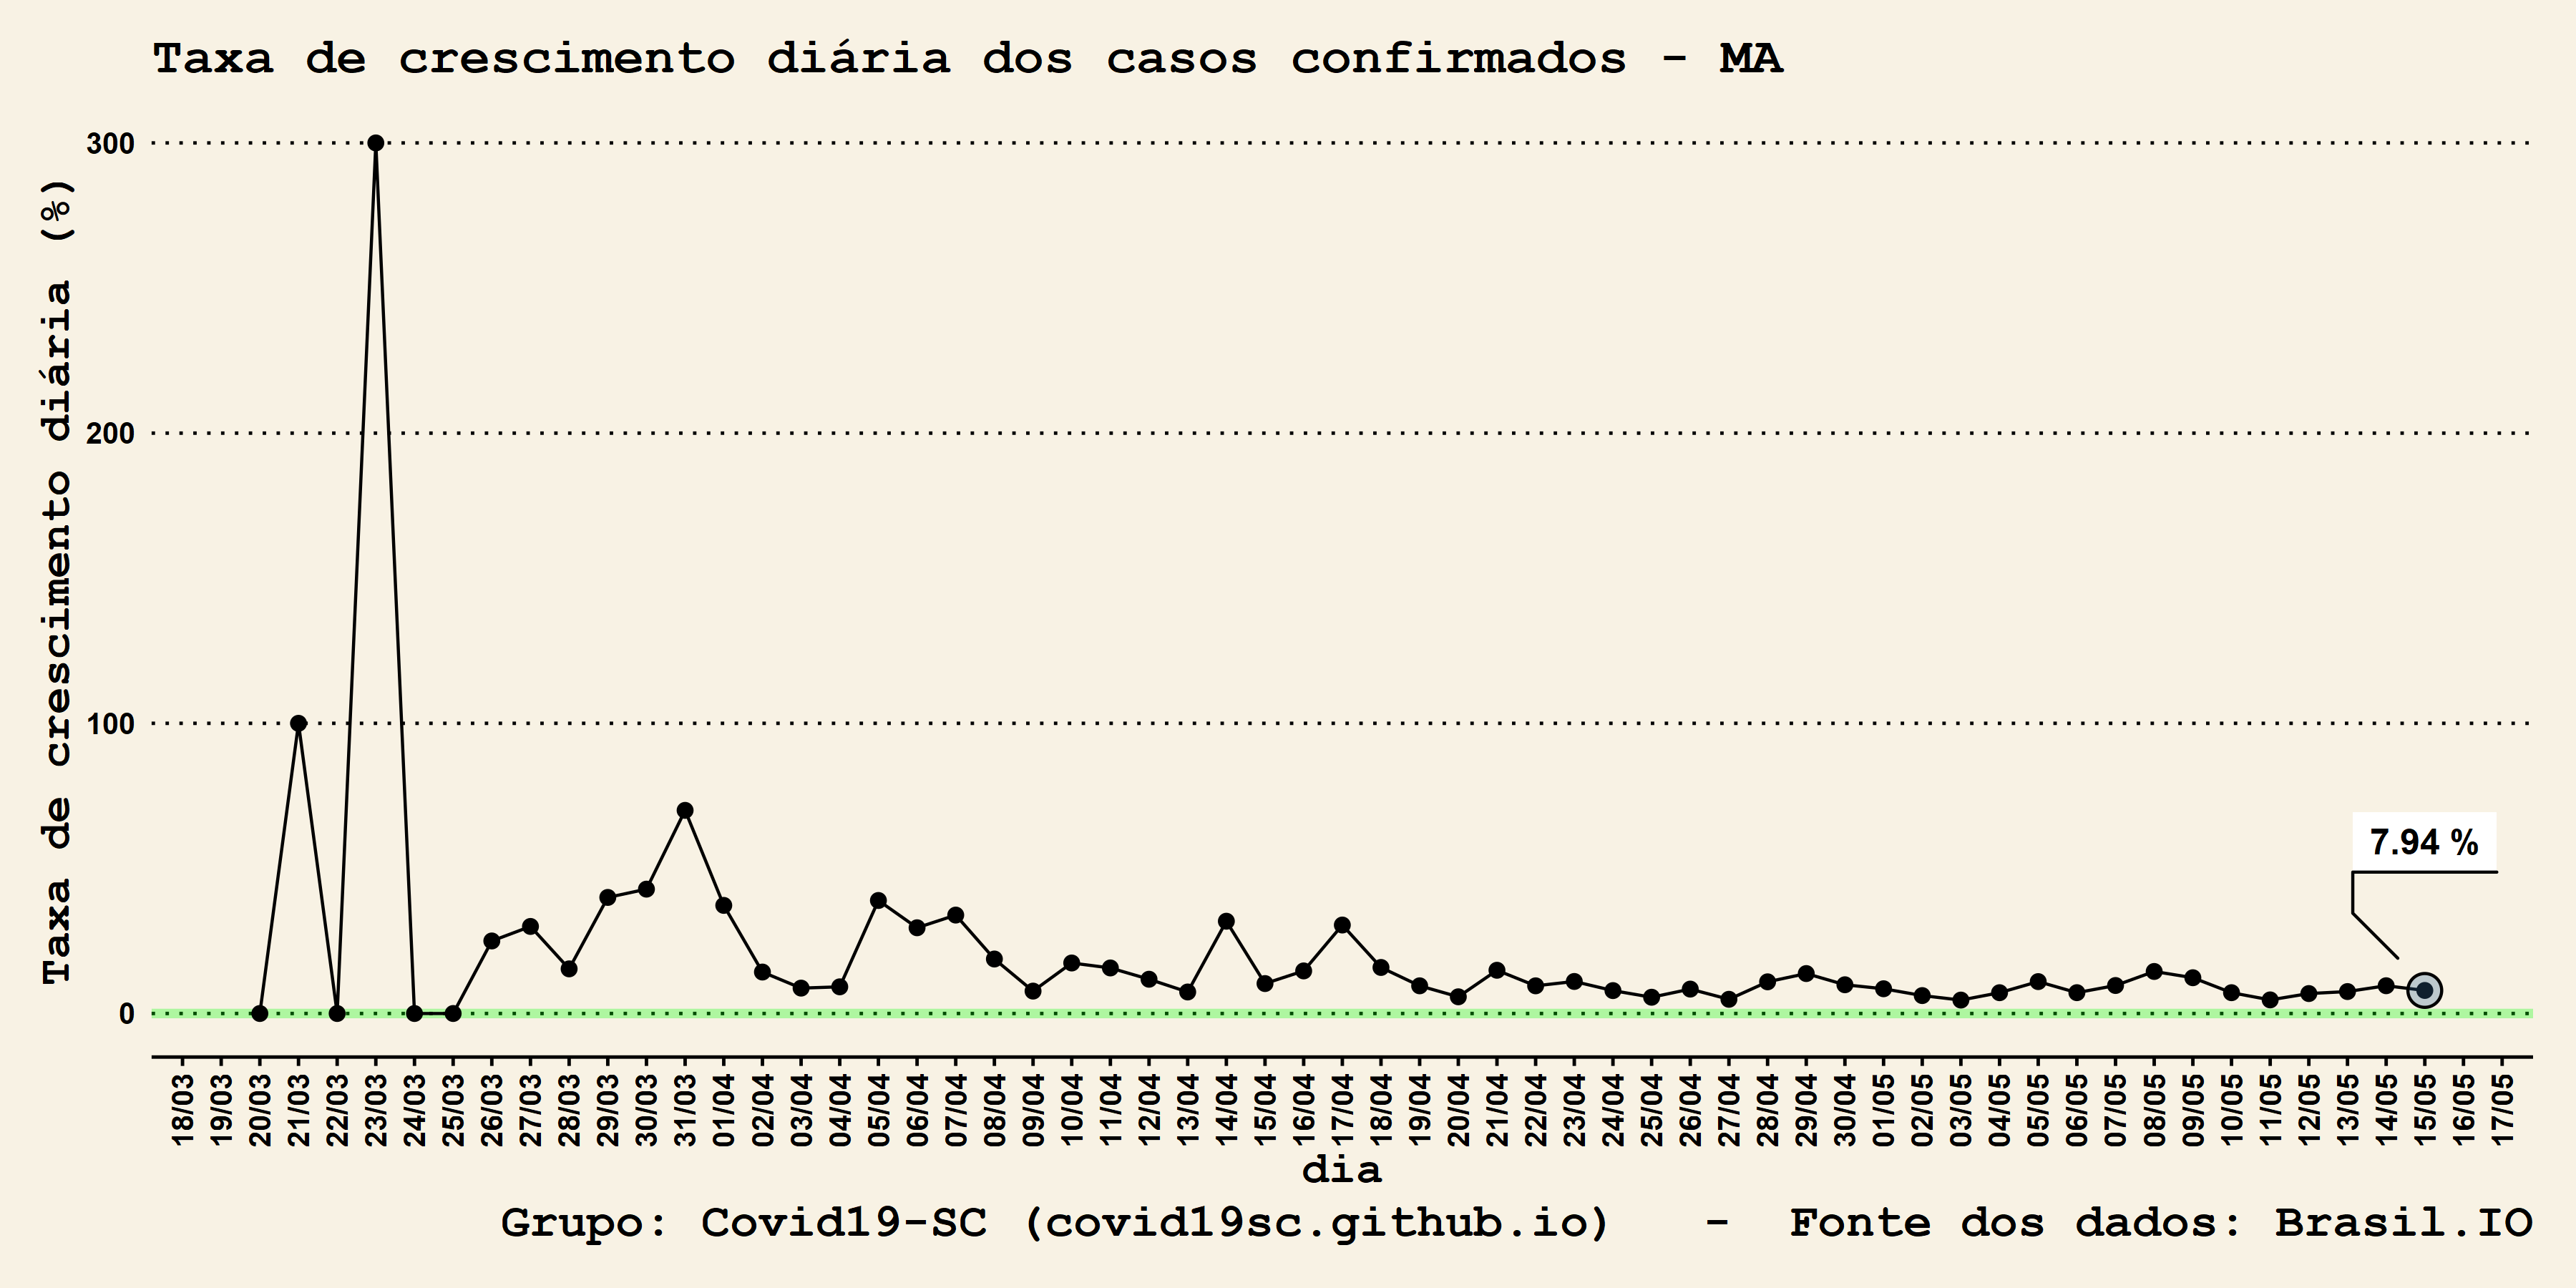 Taxa de crescimento diária dos casos confirmados - MA
Taxa de crescimento diária (%)
300
200
100
0
7.94 %
18/03 19/03 20/03 21/03 22/03 23/03 24/03 25/03 26/03 27/03 28/03 29/03 30/03 31/03 01/04 02/04 03/04 04/04 05/04 06/04 07/04 08/04 09/04 10/04 11/04 12/04 13/04 14/04 15/04 16/04 17/04 18/04 19/04 20/04 21/04 22/04 23/04 24/04 25/04 26/04 27/04 28/04 29/04 30/04 01/05 02/05 03/05 04/05 05/05 06/05 07/05 08/05 09/05 10/05 11/05 12/05 13/05 14/05 15/05 16/05 17/05
dia
Grupo: Covid19-SC (covid19sc.github.io) - Fonte dos dados: Brasil.IO